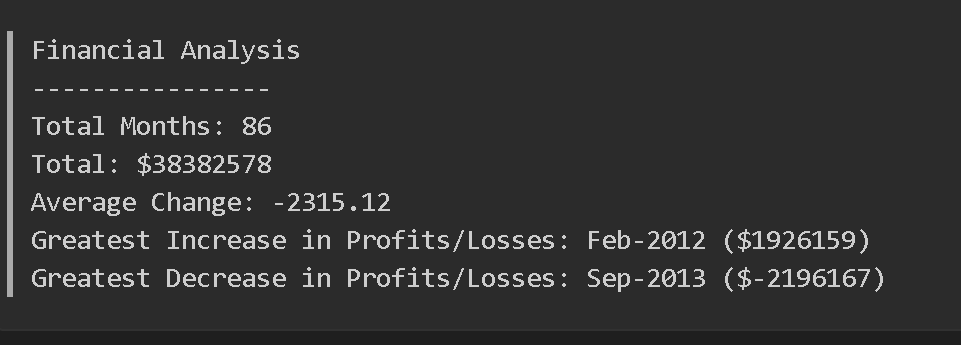 Financial Analysis
----------------
Total Months: 86
Total: $38382578
Average Change: -2315.12
Greatest Increase in Profits/Losses: Feb-2012 ($1926159)
Greatest Decrease in Profits/Losses: Sep-2013 ($-2196167)